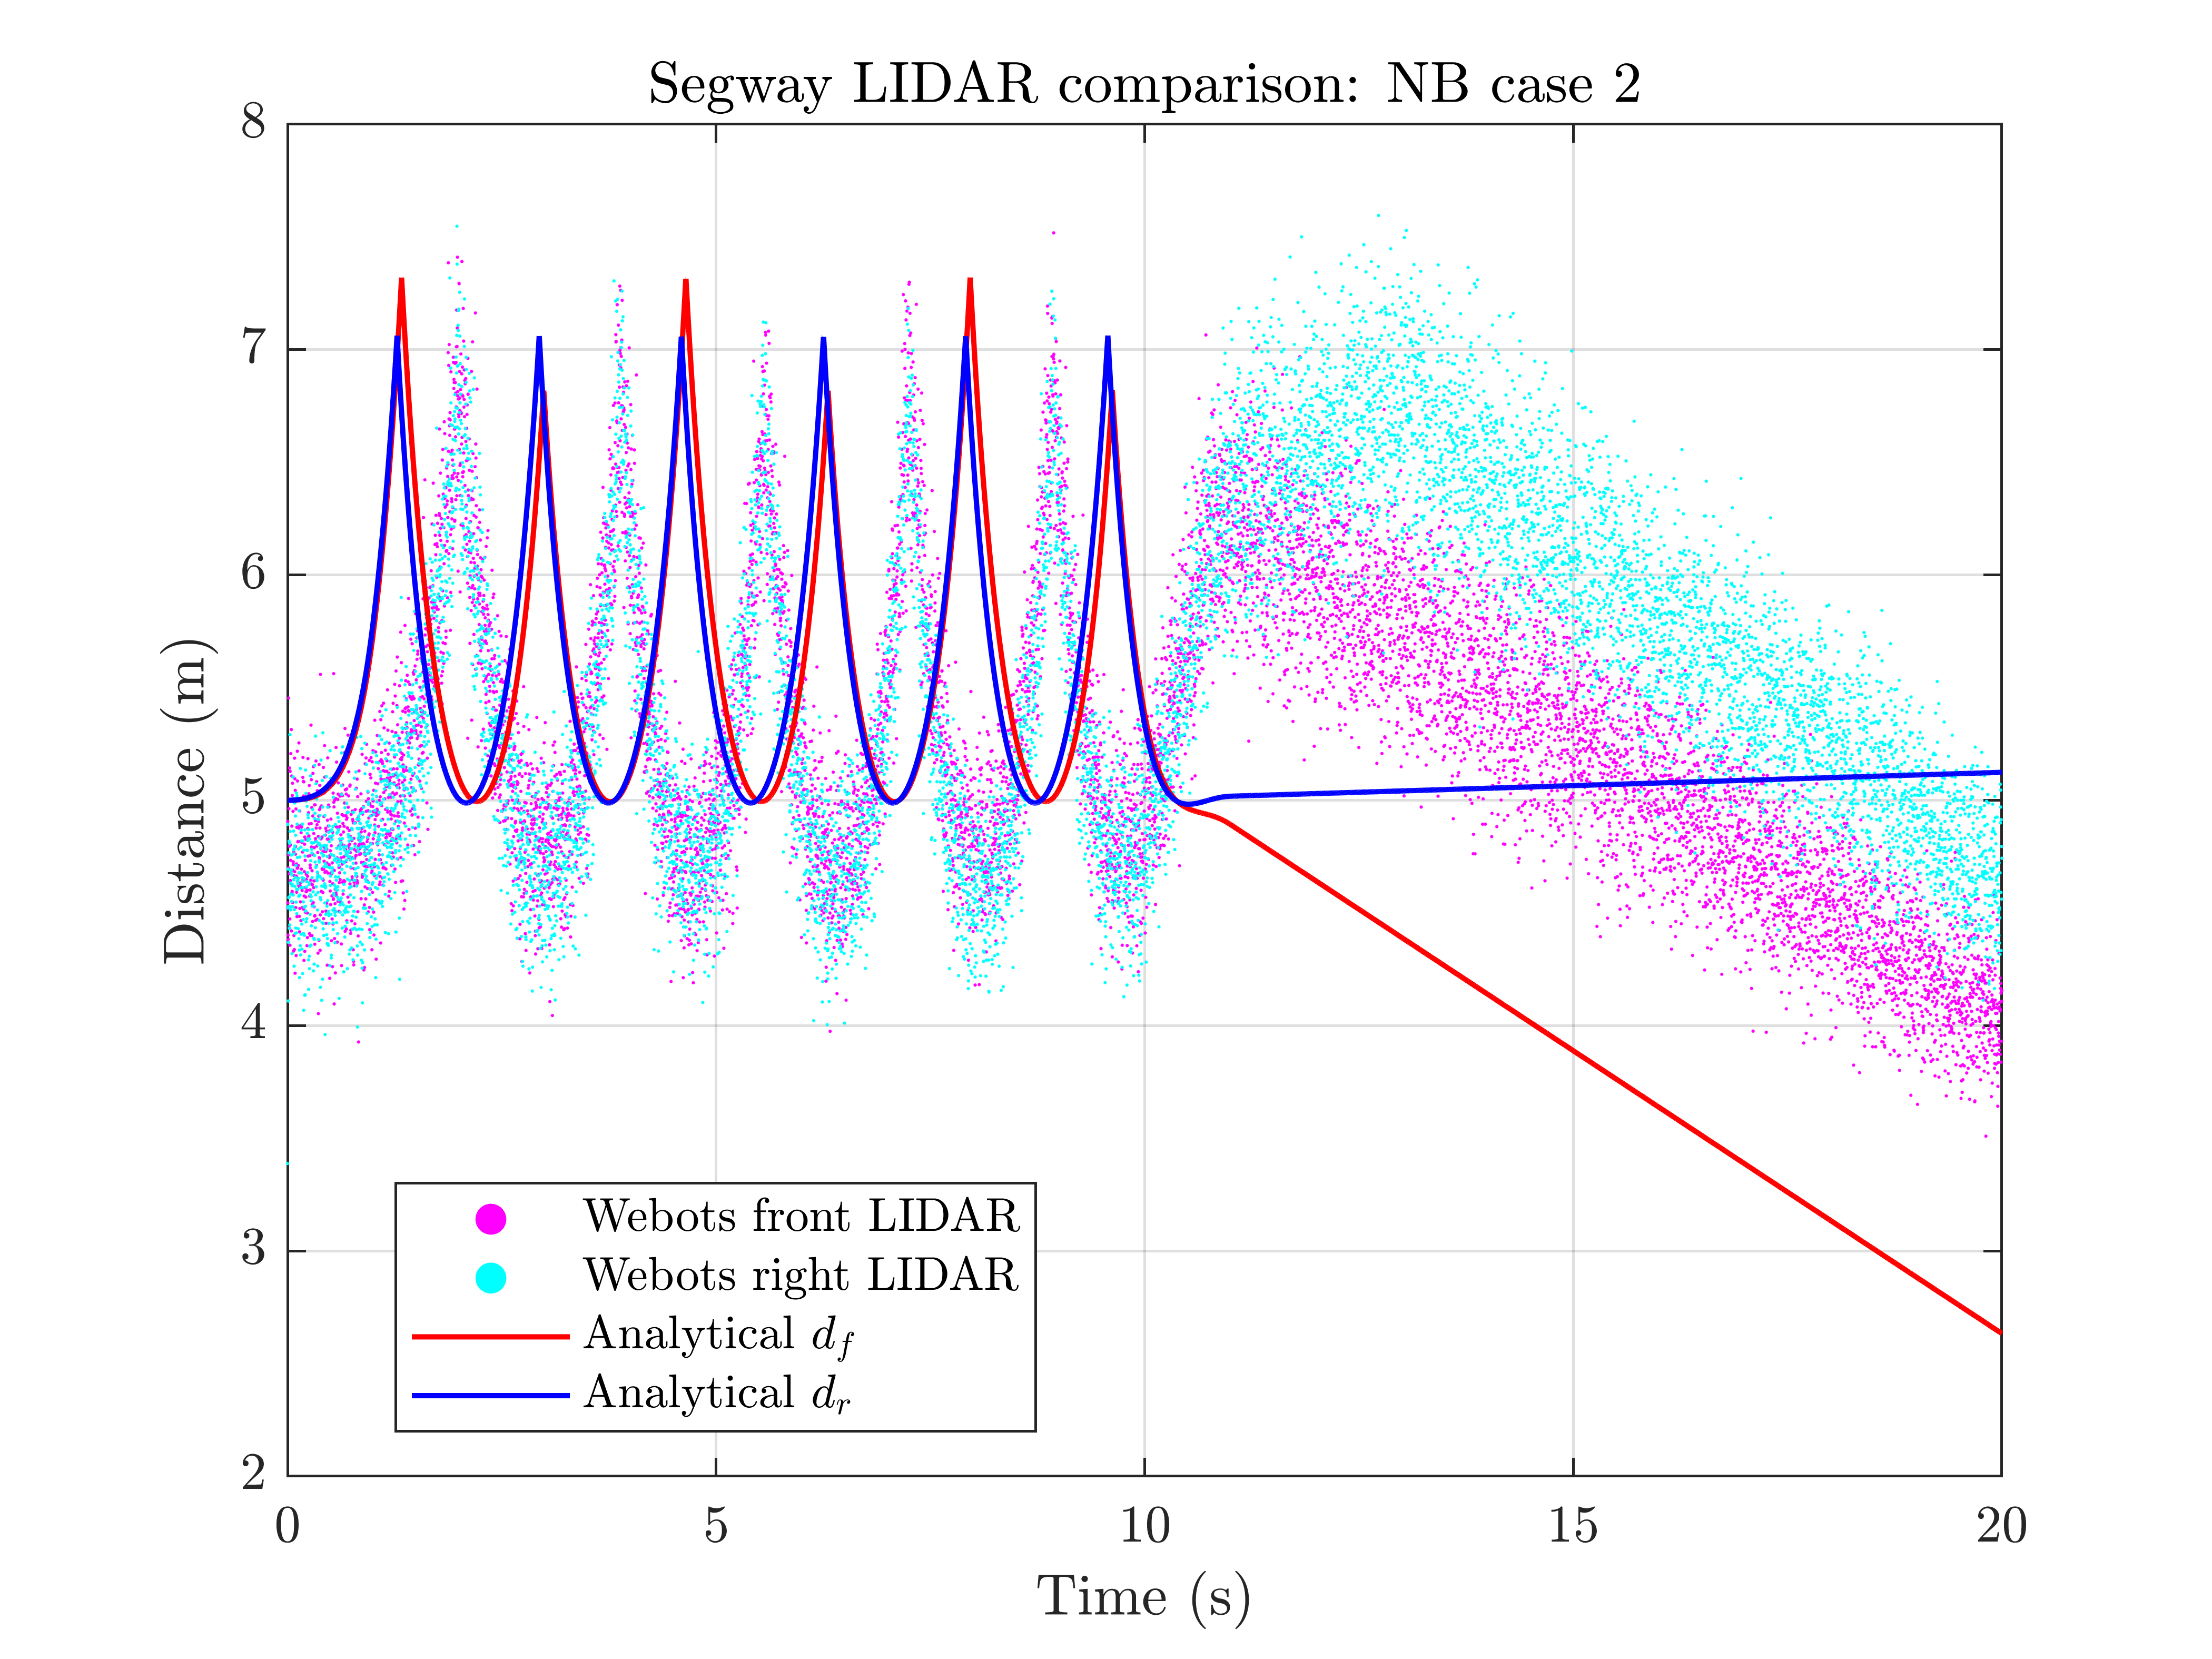 Segway LIDAR comparison: NB case 2
8
7
6
5
4
3
2
Distance (m)
Webots front LIDAR
Webots right LIDAR
Analytical d_f
Analytical d_r
0 5 10 15 20
Time (s)